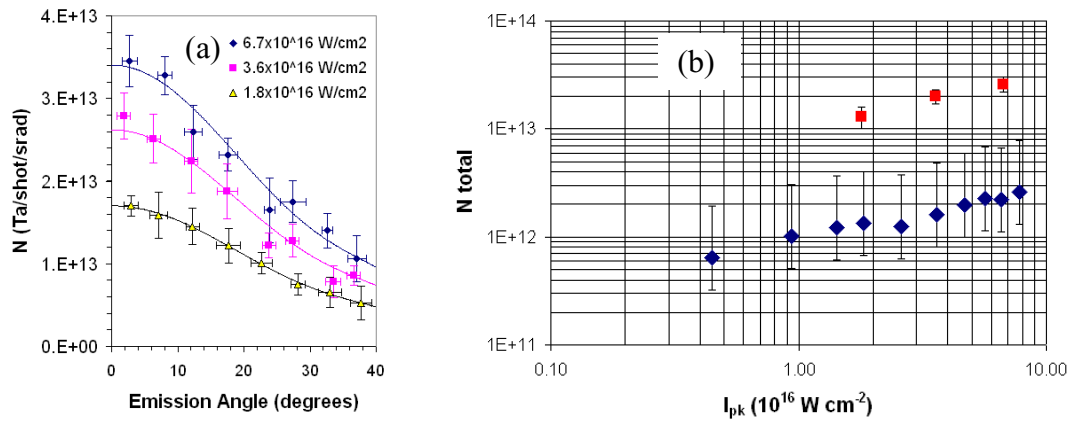 (a)
6.7x10^16 W/cm2
3.6x10^16 W/cm2
1.8x10^16 W/cm2
4.E+13
3.E+13
2.E+13
1.E+13
0.E+00
N (Ta/shot/srad)
0 10 20 30 40
Emission Angle (degrees)
(b)
1E+14
1E+13
1E+12
1E+11
N total
0.10 1.00 10.00
Ipk (10^16 W cm^-2)